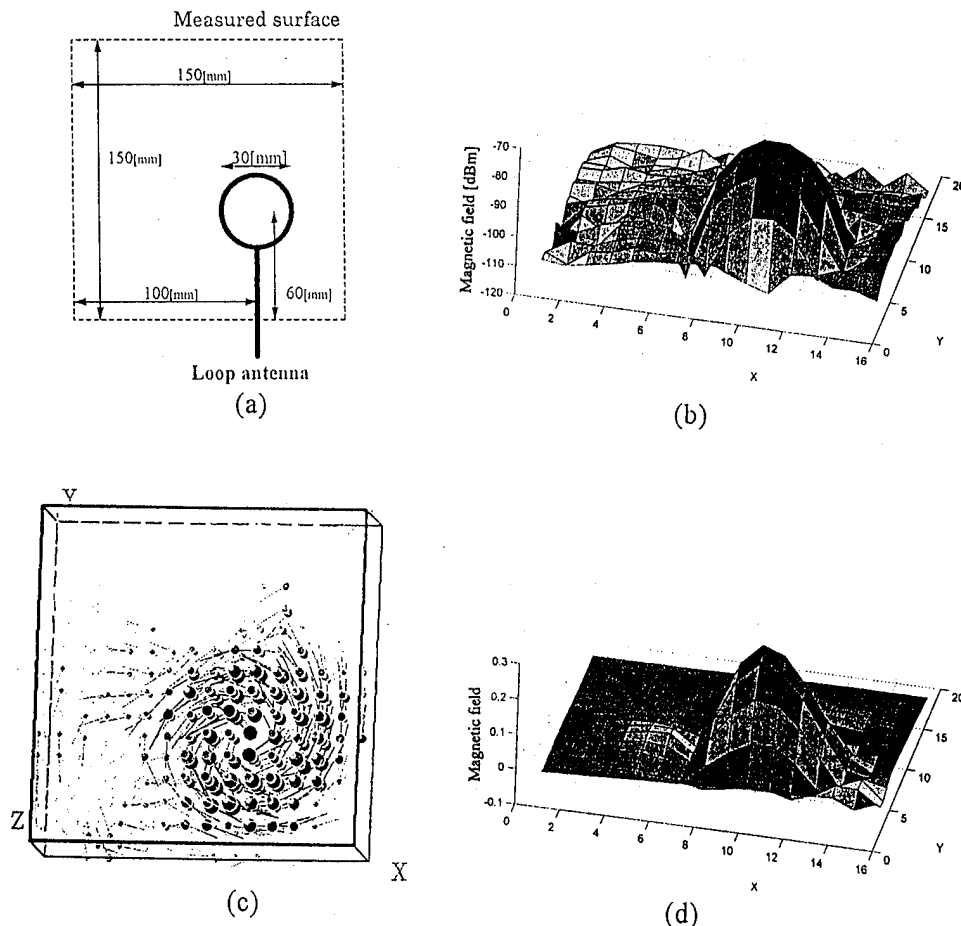 Measured surface
150[mm]
150[mm]
30[mm]
100[mm]
60[mm]
Loop antenna
(a)
Magnetic field [dBm]
-70
-80
-90
-100
-110
-120
0
2
4
6
8
10
12
14
16
X
0
5
10
15
20
Y
(b)
Y
Z
X
(c)
Magnetic field
0.3
0.2
0.1
0
-0.1
0
2
4
6
8
10
12
14
16
X
0
5
10
15
20
Y
(d)